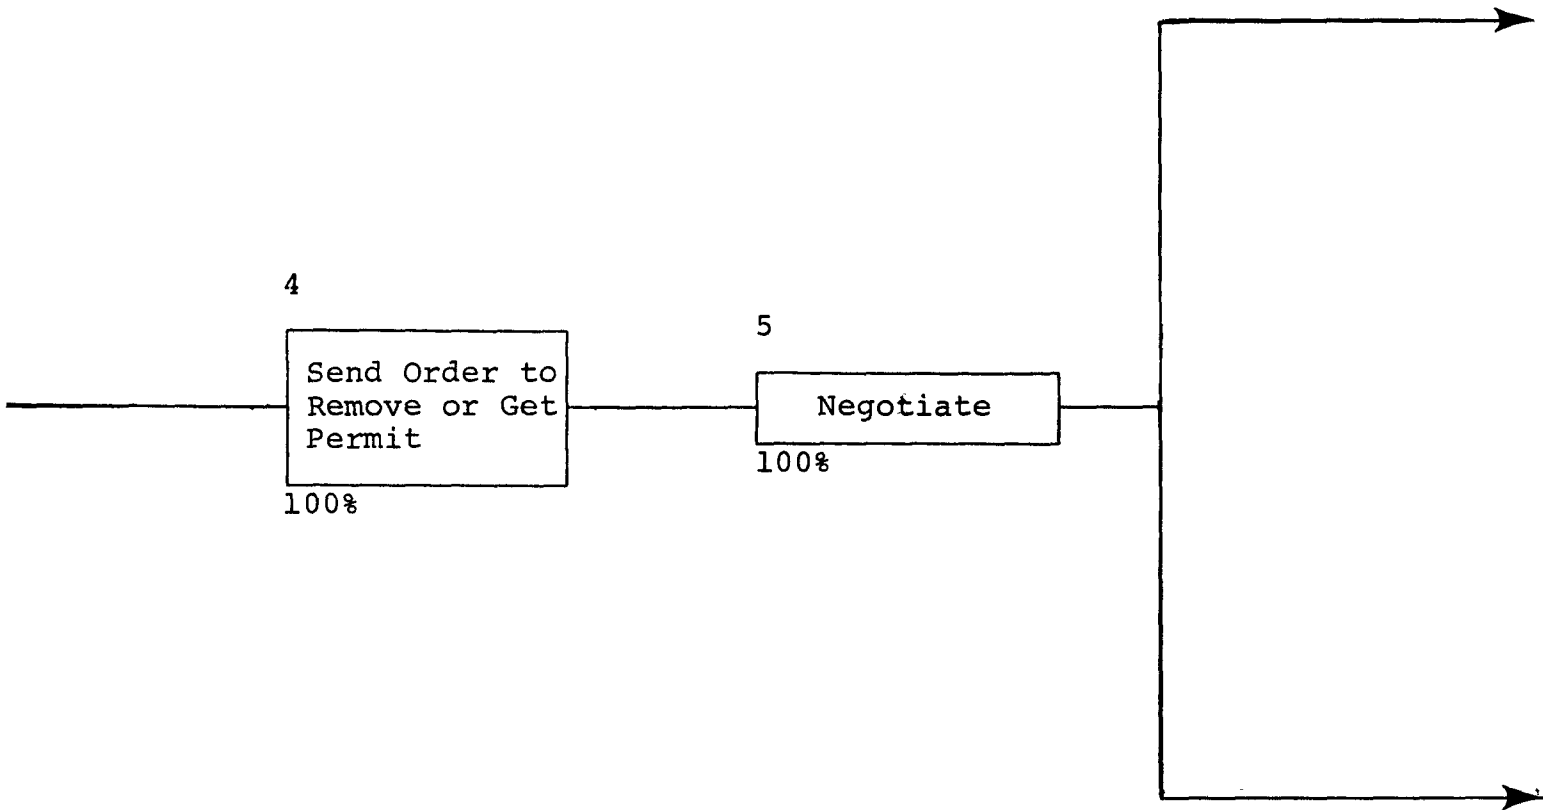 4
Send Order to
Remove or Get
Permit
100%
5
Negotiate
100%